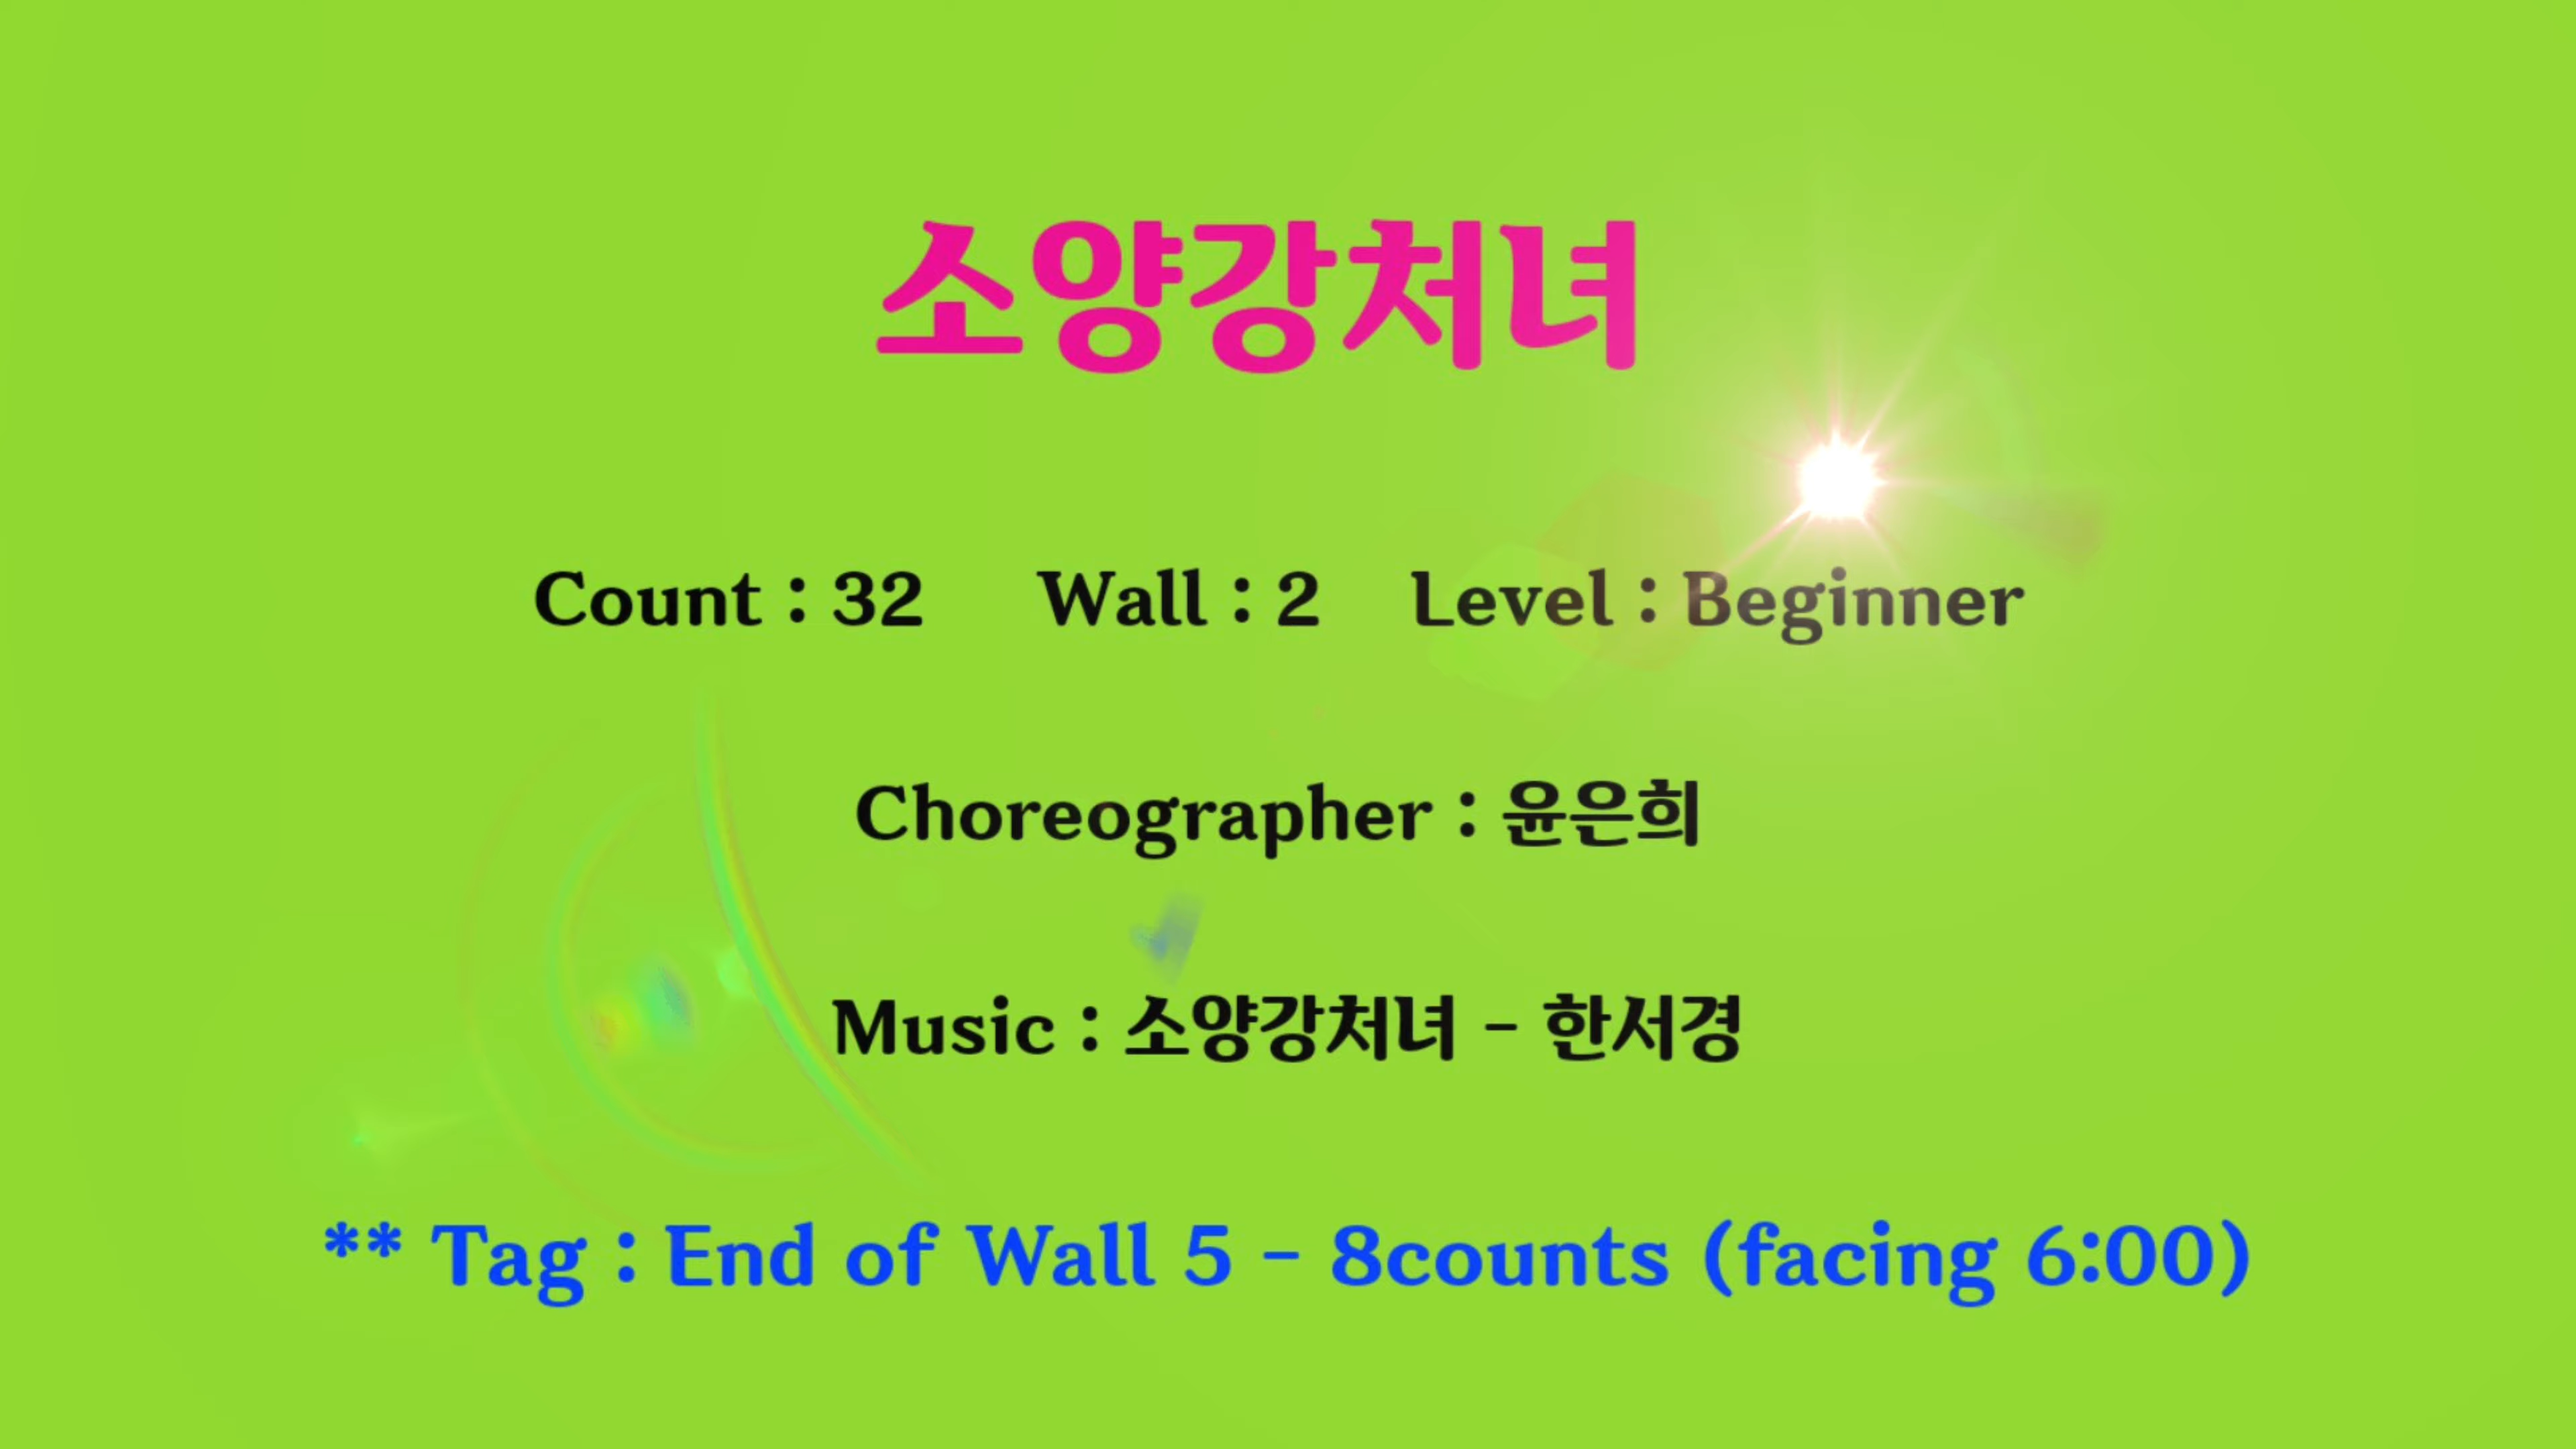 소양강처녀
Count : 32 Wall : 2 Level : Beginner
Choreographer : 윤은희
Music : 소양강처녀 - 한서경
** Tag : End of Wall 5 - 8counts (facing 6:00)